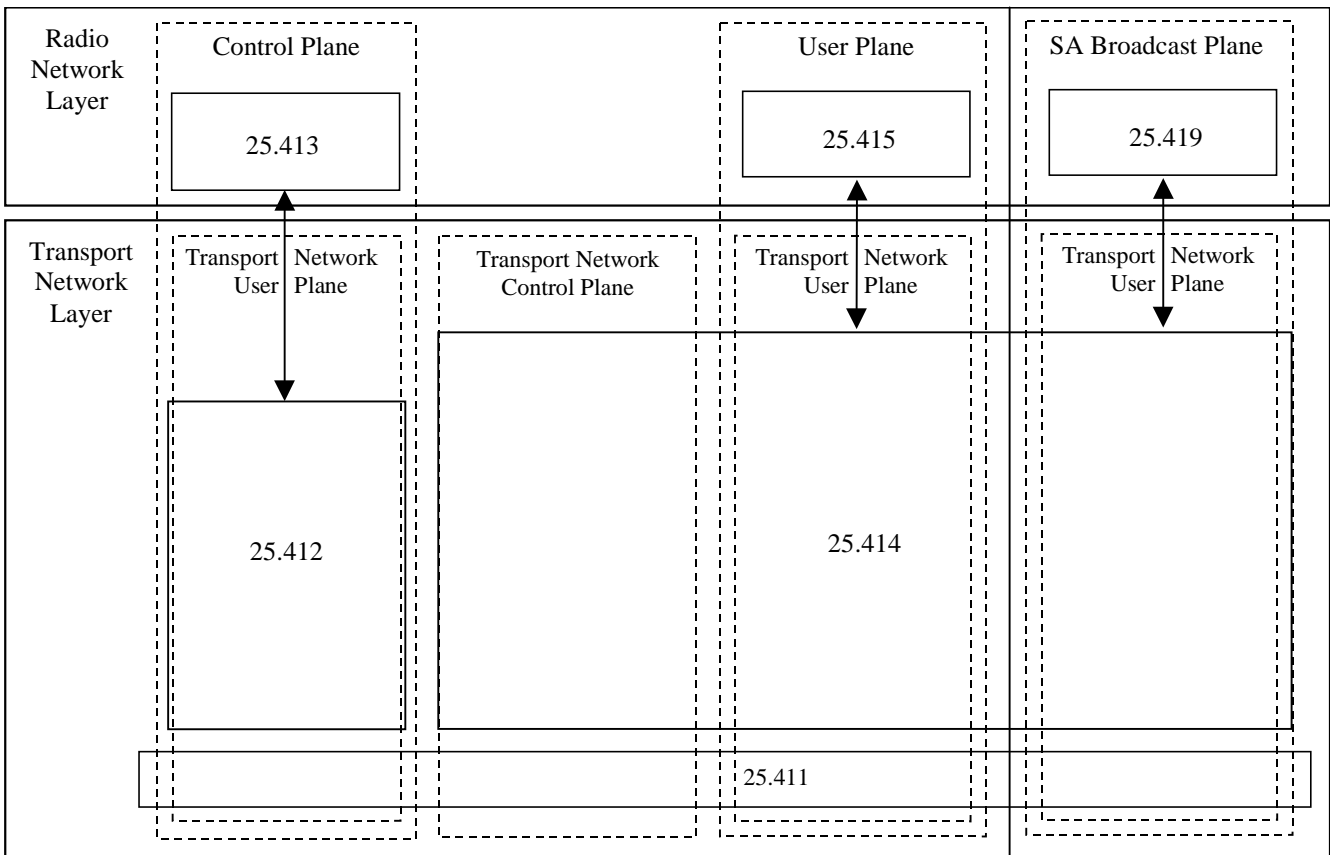 Radio
Network
Layer
Control Plane
User Plane
SA Broadcast Plane
25.413
25.415
25.419
Transport
Network
Layer
Transport Network
User Plane
Transport Network
Control Plane
Transport Network
User Plane
Transport Network
User Plane
25.412
25.414
25.411